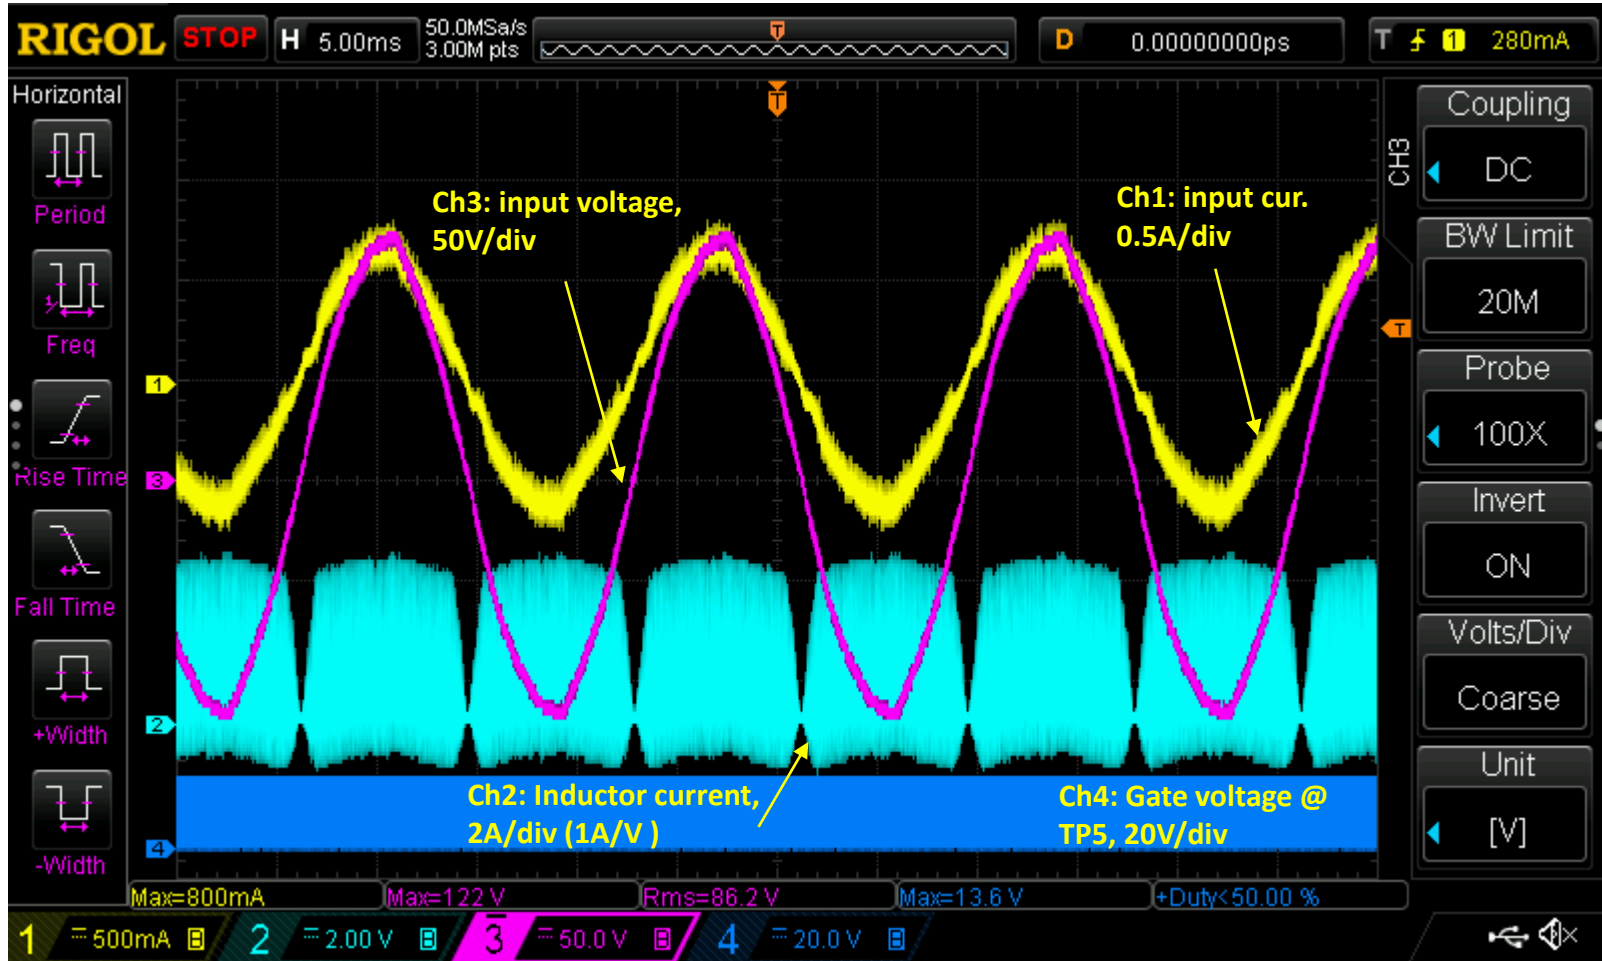 RIGOL STOP H 5.00ms 50.0MSa/s D 0.00000000ps T 1 280mA
3.00M pts
T
Horizontal
Period
Freq
Rise Time
Fall Time
+Width
-Width
T
1
3
2
4
Ch3: input voltage,
50V/div
Ch1: input cur.
0.5A/div
Ch2: Inductor current,
2A/div (1A/V )
Ch4: Gate voltage @
TP5, 20V/div
T
CH3
Coupling
DC
BW Limit
20M
Probe
100X
Invert
ON
Volts/Div
Coarse
Unit
[V]
Max=800mA Max=122 V Rms=86.2 V Max=13.6 V +Duty<50.00 %
1 500mA B 2 2.00 V B 3 50.0 V B 4 20.0 V B